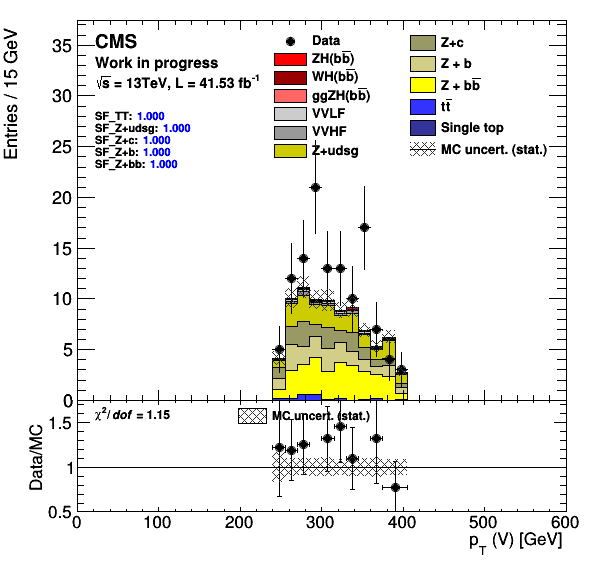 CMS
Work in progress
√s = 13TeV, L = 41.53 fb⁻¹
SF_TT: 1.000
SF_Z+udsg: 1.000
SF_Z+c: 1.000
SF_Z+b: 1.000
SF_Z+bb: 1.000
Data
ZH(bb̅)
WH(bb̅)
ggZH(bb̅)
VVLF
VVHF
Z+udsg
Z+c
Z + b
Z + bb̅
tt̅
Single top
MC uncert. (stat.)
Entries / 15 GeV
35
30
25
20
15
10
5
0
χ²/dof = 1.15
MC uncert. (stat.)
Data/MC
1.5
1
0.5
0 100 200 300 400 500 600
p_T (V) [GeV]